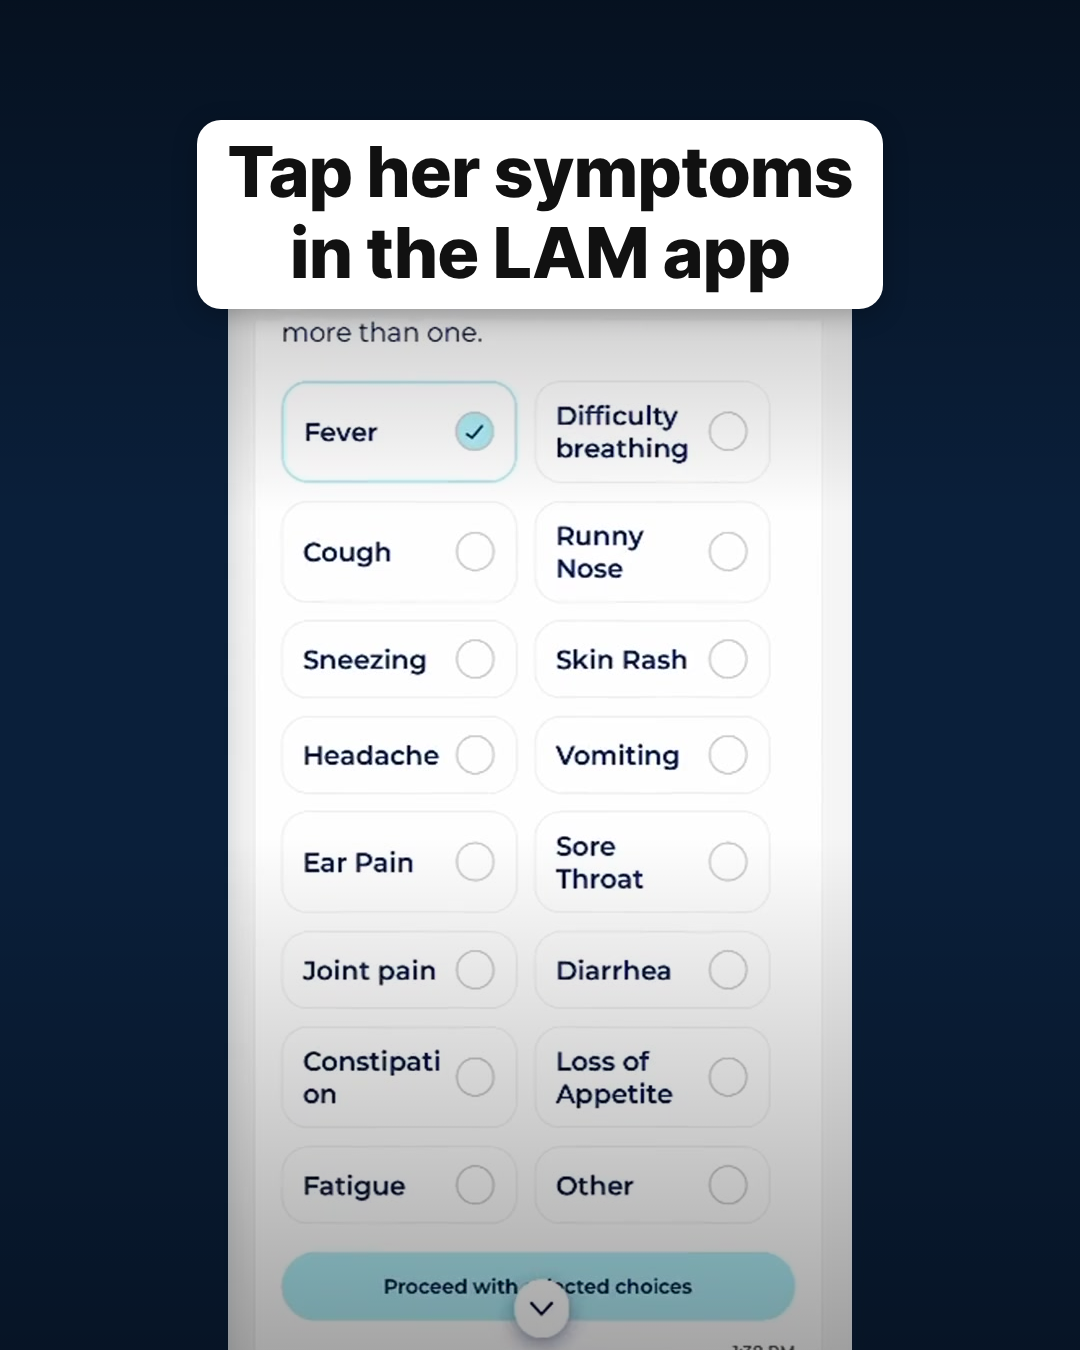 Tap her symptoms
in the LAM app
more than one.
Fever
Difficulty
breathing
Cough
Runny
Nose
Sneezing
Skin Rash
Headache
Vomiting
Ear Pain
Sore
Throat
Joint pain
Diarrhea
Constipati
on
Loss of
Appetite
Fatigue
Other
Proceed with choices